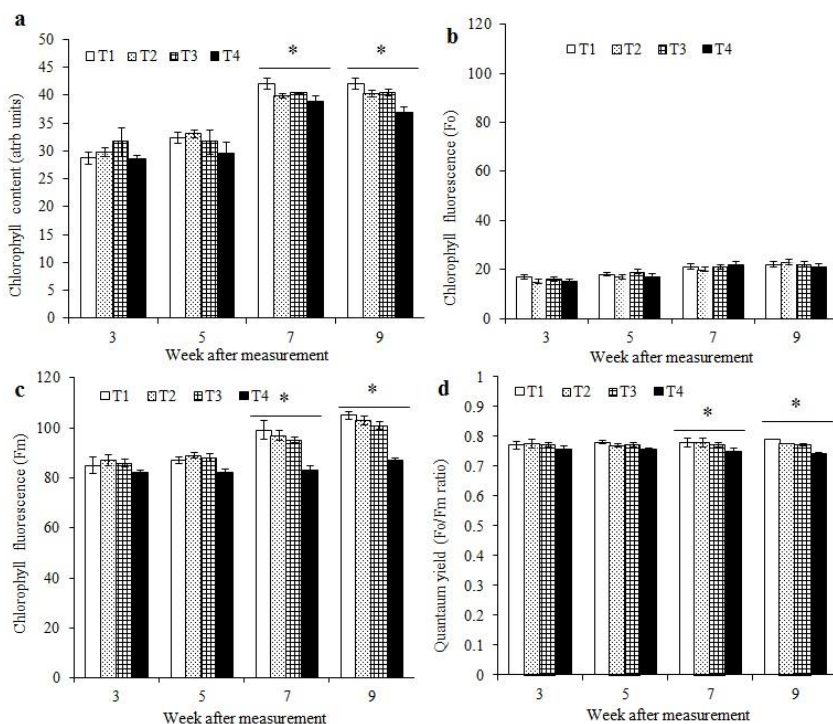 a
50
45
40
35
30
25
20
15
10
5
0
Chlorophyll content (atrb units)
T1 T2 T3 T4
* *
3 5 7 9
Week after measurement
b
120
100
80
60
40
20
0
Chlorophyll fluorescence (Fo)
T1 T2 T3 T4
3 5 7 9
Week after measurement
c
120
100
80
60
40
20
0
Chlorophyll fluorescence (Fm)
T1 T2 T3 T4
* *
3 5 7 9
Week after measurement
d
1
0.9
0.8
0.7
0.6
0.5
0.4
0.3
0.2
0.1
0
Quantaum yield (Fo/Fm ratio)
T1 T2 T3 T4
* *
3 5 7 9
Week after measurement